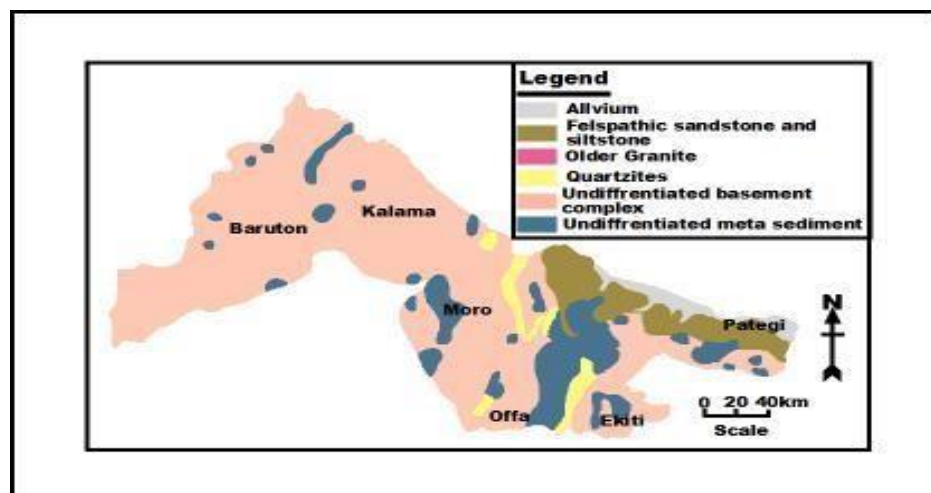 Legend
Allvium
Felspathic sandstone and
siltstone
Older Granite
Quartzites
Undiffrentiated basement
complex
Undiffrentiated meta sediment
Kalama
Baruton
Moro
Pategi
N
Offa
Ekiti
0 20 40km
Scale